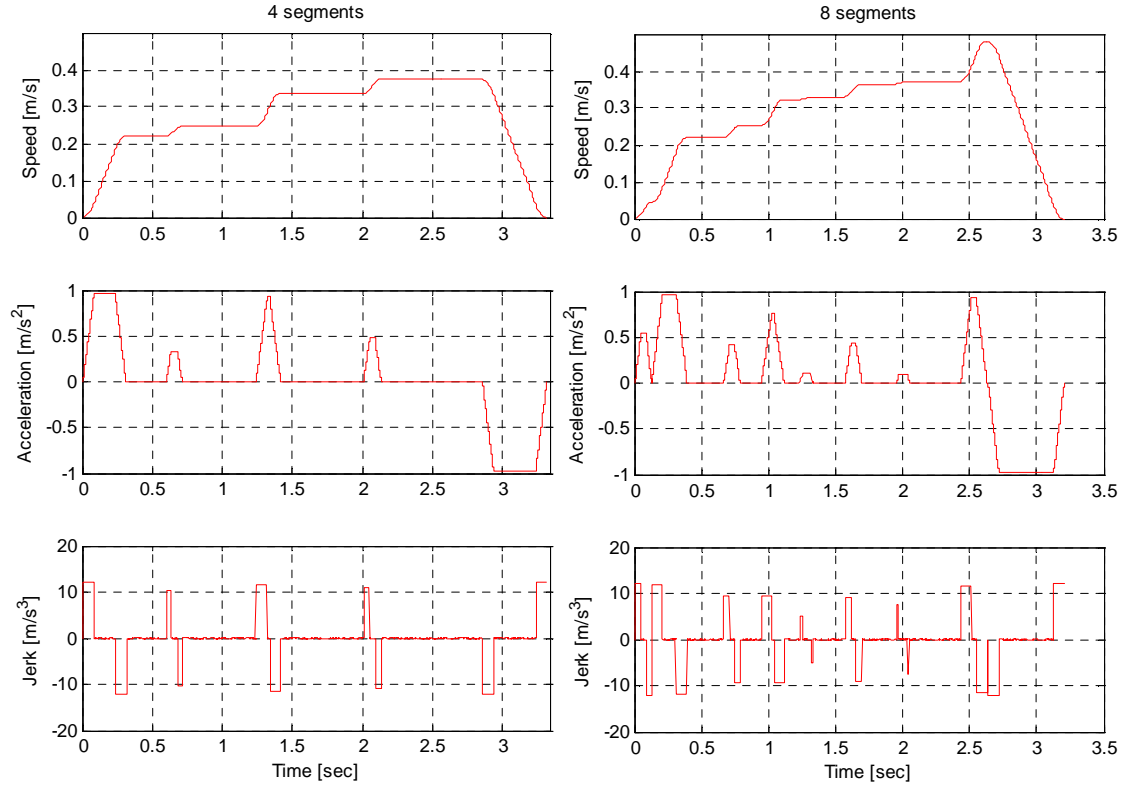 4 segments
Speed [m/s]
0.4
0.3
0.2
0.1
0
0 0.5 1 1.5 2 2.5 3
Acceleration [m/s2]
1
0.5
0
-0.5
-1
0 0.5 1 1.5 2 2.5 3
Jerk [m/s3]
20
10
0
-10
-20
0 0.5 1 1.5 2 2.5 3
Time [sec]
8 segments
Speed [m/s]
0.4
0.3
0.2
0.1
0
0 0.5 1 1.5 2 2.5 3 3.5
Acceleration [m/s2]
1
0.5
0
-0.5
-1
0 0.5 1 1.5 2 2.5 3 3.5
Jerk [m/s3]
20
10
0
-10
-20
0 0.5 1 1.5 2 2.5 3 3.5
Time [sec]